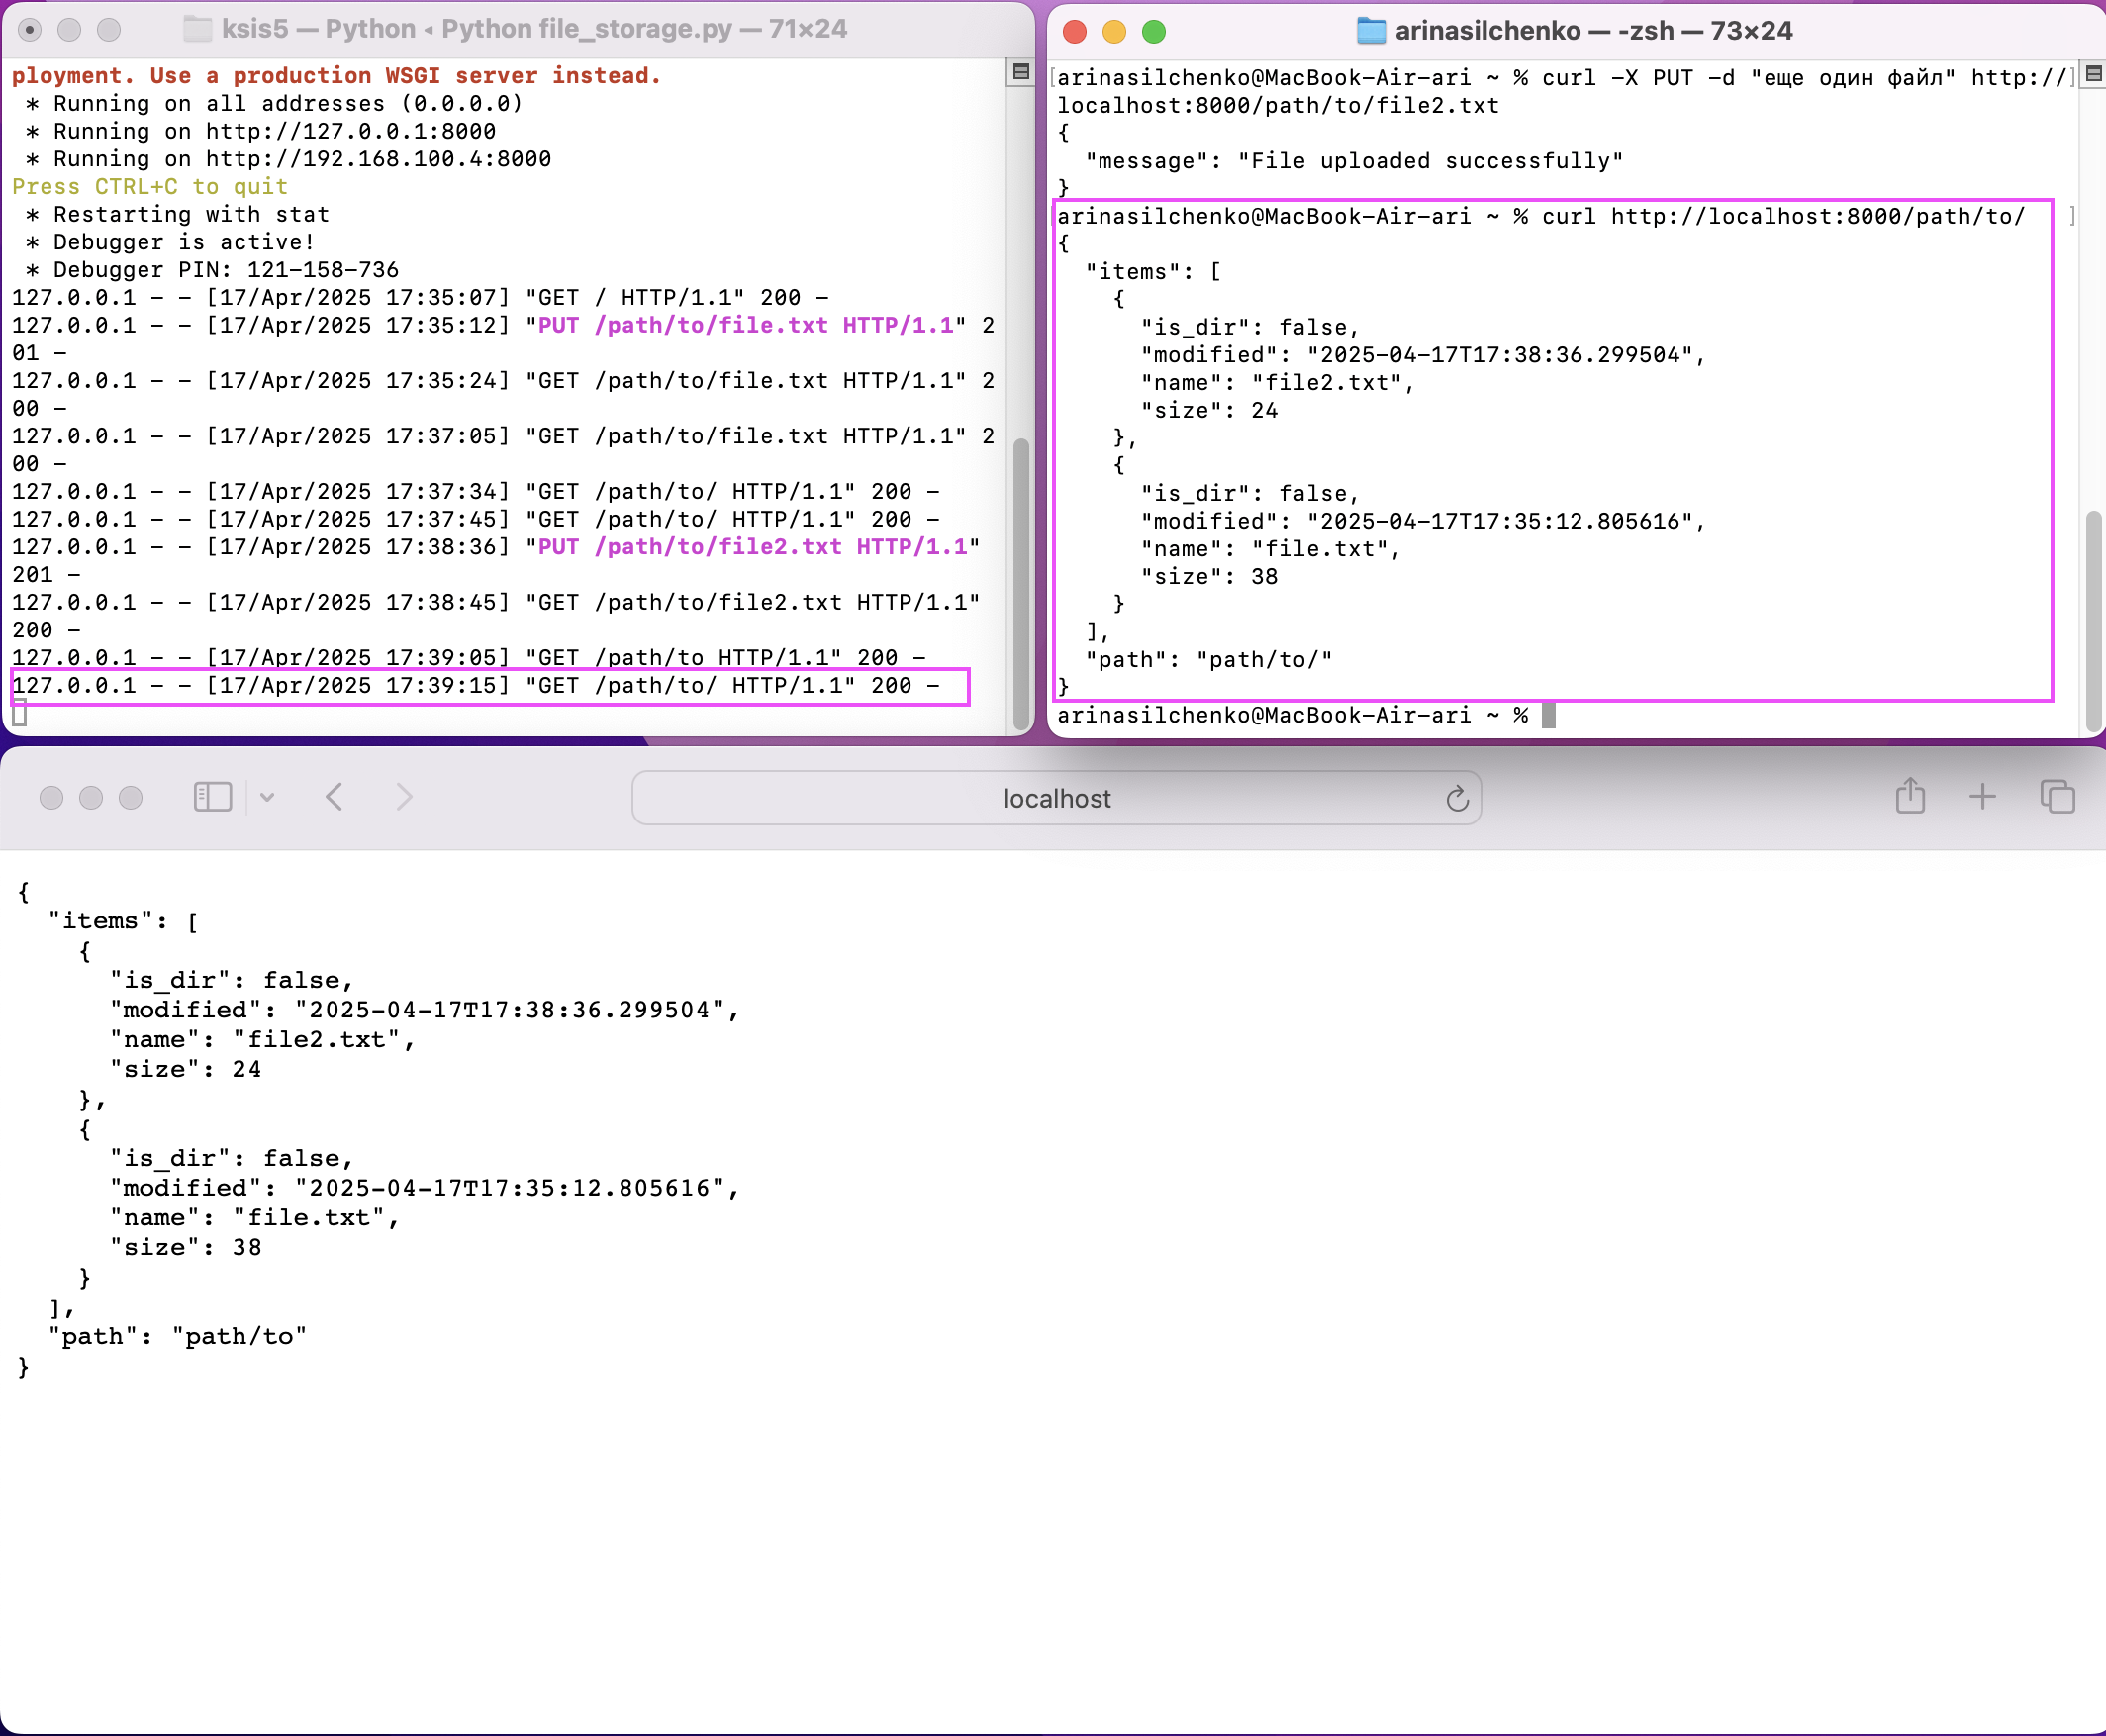 ksis5 — Python ◂ Python file_storage.py — 71×24
ployment. Use a production WSGI server instead.
 * Running on all addresses (0.0.0.0)
 * Running on http://127.0.0.1:8000
 * Running on http://192.168.100.4:8000
Press CTRL+C to quit
 * Restarting with stat
 * Debugger is active!
 * Debugger PIN: 121-158-736
127.0.0.1 - - [17/Apr/2025 17:35:07] "GET / HTTP/1.1" 200 -
127.0.0.1 - - [17/Apr/2025 17:35:12] "PUT /path/to/file.txt HTTP/1.1" 2
01 -
127.0.0.1 - - [17/Apr/2025 17:35:24] "GET /path/to/file.txt HTTP/1.1" 2
00 -
127.0.0.1 - - [17/Apr/2025 17:37:05] "GET /path/to/file.txt HTTP/1.1" 2
00 -
127.0.0.1 - - [17/Apr/2025 17:37:34] "GET /path/to/ HTTP/1.1" 200 -
127.0.0.1 - - [17/Apr/2025 17:37:45] "GET /path/to/ HTTP/1.1" 200 -
127.0.0.1 - - [17/Apr/2025 17:38:36] "PUT /path/to/file2.txt HTTP/1.1"
201 -
127.0.0.1 - - [17/Apr/2025 17:38:45] "GET /path/to/file2.txt HTTP/1.1"
200 -
127.0.0.1 - - [17/Apr/2025 17:39:05] "GET /path/to HTTP/1.1" 200 -
127.0.0.1 - - [17/Apr/2025 17:39:15] "GET /path/to/ HTTP/1.1" 200 -
arinasilchenko — -zsh — 73×24
[arinasilchenko@MacBook-Air-ari ~ % curl -X PUT -d "еще один файл" http://]
localhost:8000/path/to/file2.txt
{
  "message": "File uploaded successfully"
}
[arinasilchenko@MacBook-Air-ari ~ % curl http://localhost:8000/path/to/   ]
{
  "items": [
    {
      "is_dir": false,
      "modified": "2025-04-17T17:38:36.299504",
      "name": "file2.txt",
      "size": 24
    },
    {
      "is_dir": false,
      "modified": "2025-04-17T17:35:12.805616",
      "name": "file.txt",
      "size": 38
    }
  ],
  "path": "path/to/"
}
arinasilchenko@MacBook-Air-ari ~ %
localhost
{
  "items": [
    {
      "is_dir": false,
      "modified": "2025-04-17T17:38:36.299504",
      "name": "file2.txt",
      "size": 24
    },
    {
      "is_dir": false,
      "modified": "2025-04-17T17:35:12.805616",
      "name": "file.txt",
      "size": 38
    }
  ],
  "path": "path/to"
}